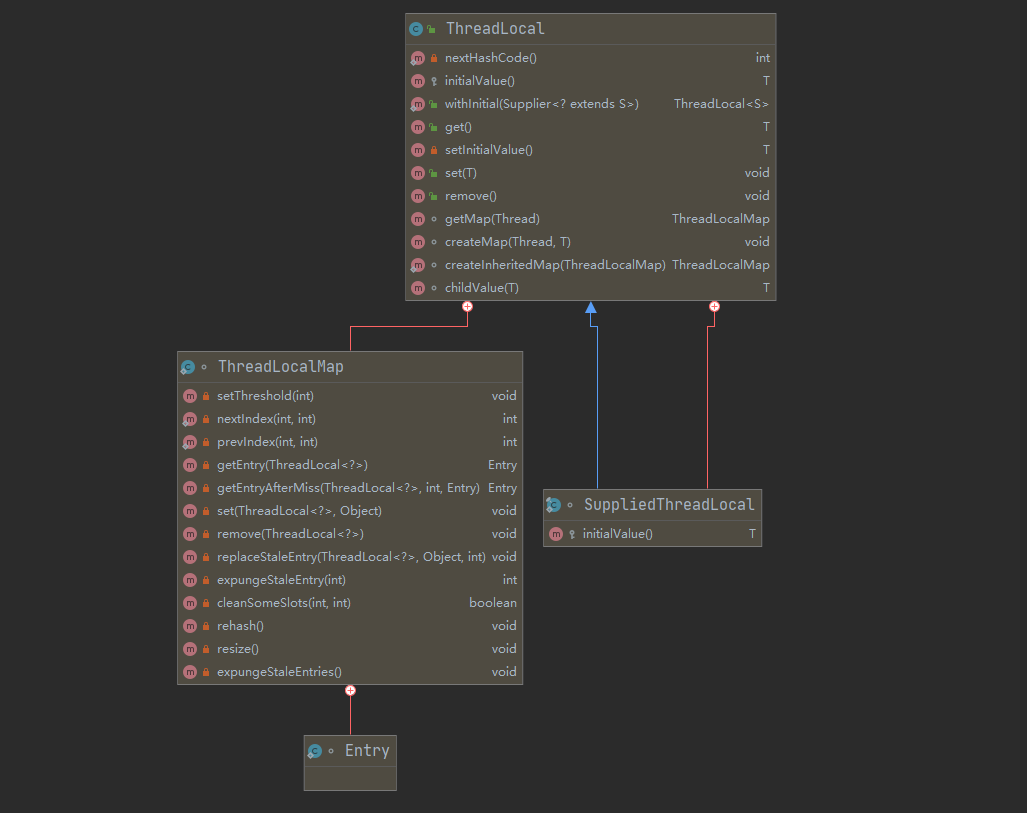 ThreadLocal
nextHashCode() int
initialValue() T
withInitial(Supplier<? extends S>) ThreadLocal<S>
get() T
setInitialValue() T
set(T) void
remove() void
getMap(Thread) ThreadLocalMap
createMap(Thread, T) void
createInheritedMap(ThreadLocalMap) ThreadLocalMap
childValue(T) T
ThreadLocalMap
setThreshold(int) void
nextIndex(int, int) int
prevIndex(int, int) int
getEntry(ThreadLocal<?>) Entry
getEntryAfterMiss(ThreadLocal<?>, int, Entry) Entry
set(ThreadLocal<?>, Object) void
remove(ThreadLocal<?>) void
replaceStaleEntry(ThreadLocal<?>, Object, int) void
expungeStaleEntry(int) int
cleanSomeSlots(int, int) boolean
rehash() void
resize() void
expungeStaleEntries() void
SuppliedThreadLocal
initialValue() T
Entry